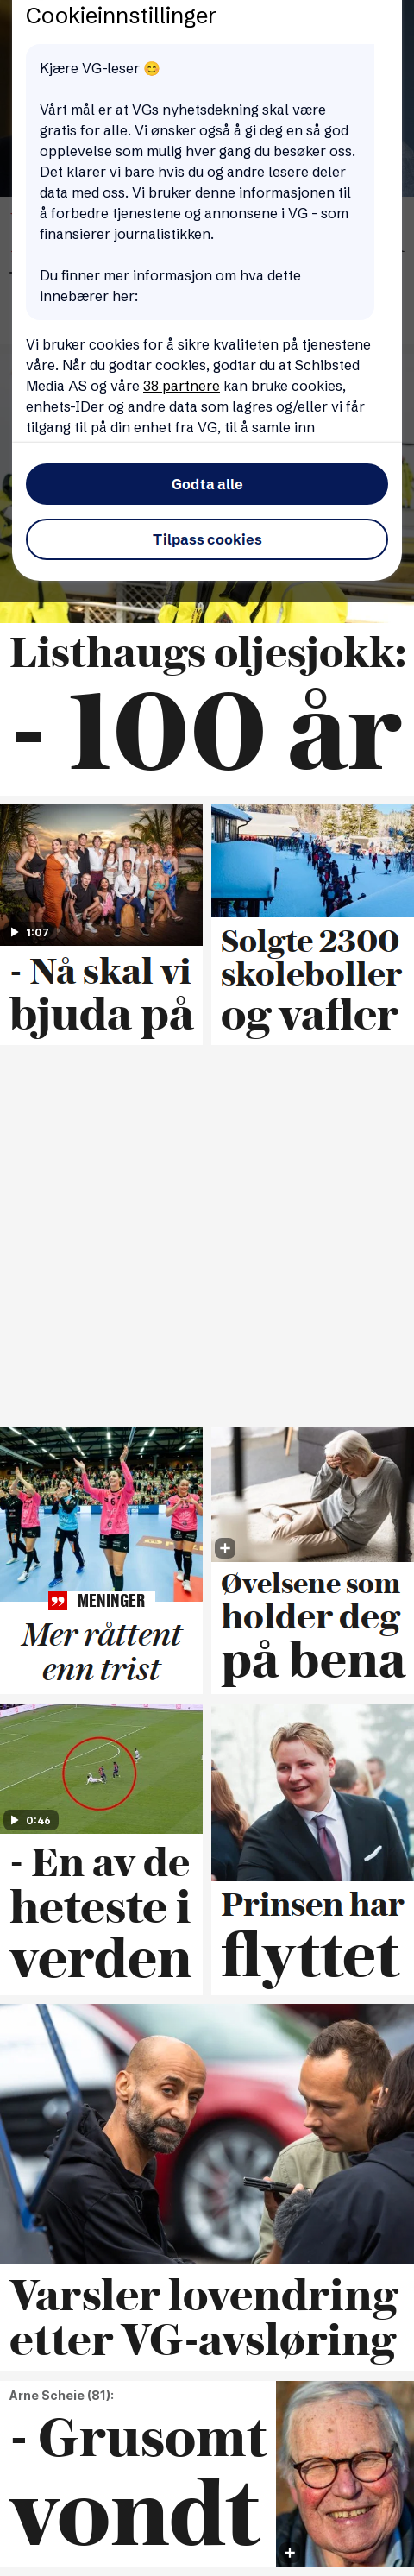 Cookieinnstillinger
Kjære VG-leser 😊
Vårt mål er at VGs nyhetsdekning skal være
gratis for alle. Vi ønsker også å gi deg en så god
opplevelse som mulig hver gang du besøker oss.
Det klarer vi bare hvis du og andre lesere deler
data med oss. Vi bruker denne informasjonen til
å forbedre tjenestene og annonsene i VG - som
finansierer journalistikken.
Du finner mer informasjon om hva dette
innebærer her:
Vi bruker cookies for å sikre kvaliteten på tjenestene
våre. Når du godtar cookies, godtar du at Schibsted
Media AS og våre 38 partnere kan bruke cookies,
enhets-IDer og andre data som lagres og/eller vi får
tilgang til på din enhet fra VG, til å samle inn
Godta alle
Tilpass cookies
Listhaugs oljesjokk:
- 100 år
1:07
- Nå skal vi
bjuda på
Solgte 2300
skoleboller
og vafler
MENINGER
Mer råttent
enn trist
Øvelsene som
holder deg
på bena
0:46
- En av de
heteste i
verden
Prinsen har
flyttet
Varsler lovendring
etter VG-avsløring
Arne Scheie (81):
- Grusomt
vondt